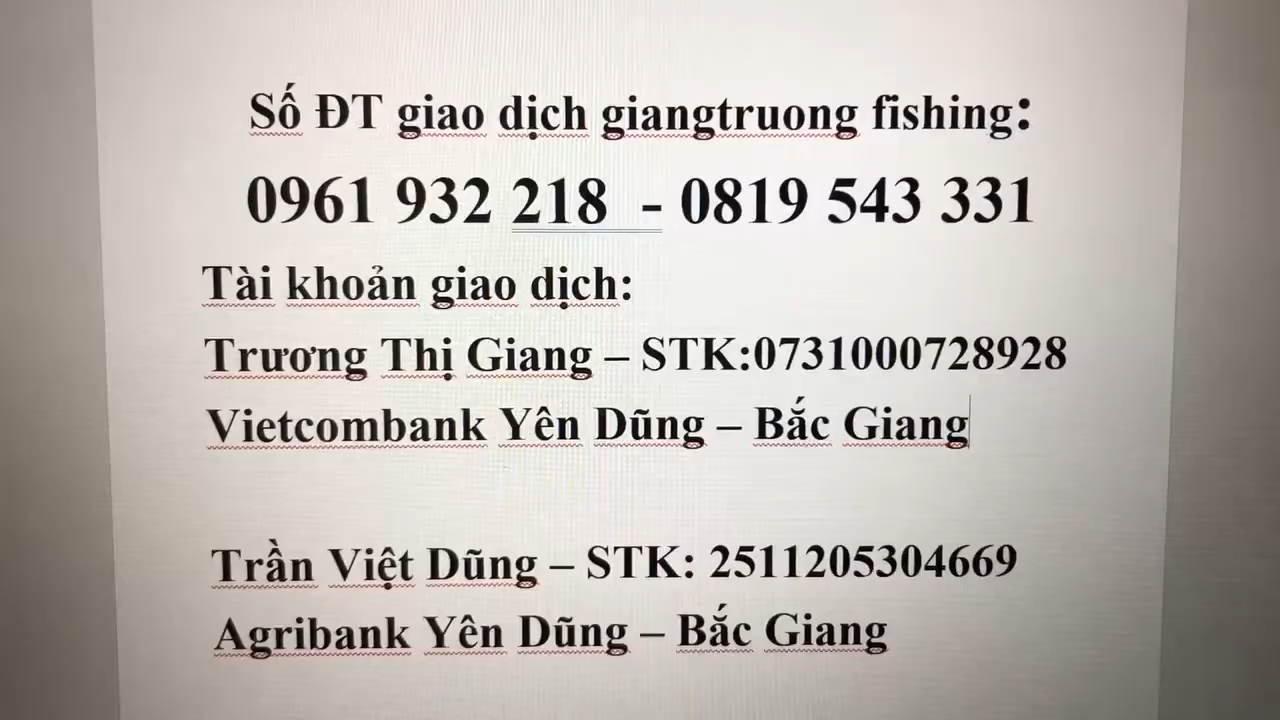 Số ĐT giao dịch giangtruong fishing:
0961 932 218 - 0819 543 331
Tài khoản giao dịch:
Trương Thị Giang – STK:0731000728928
Vietcombank Yên Dũng – Bắc Giang
Trần Việt Dũng – STK: 2511205304669
Agribank Yên Dũng – Bắc Giang